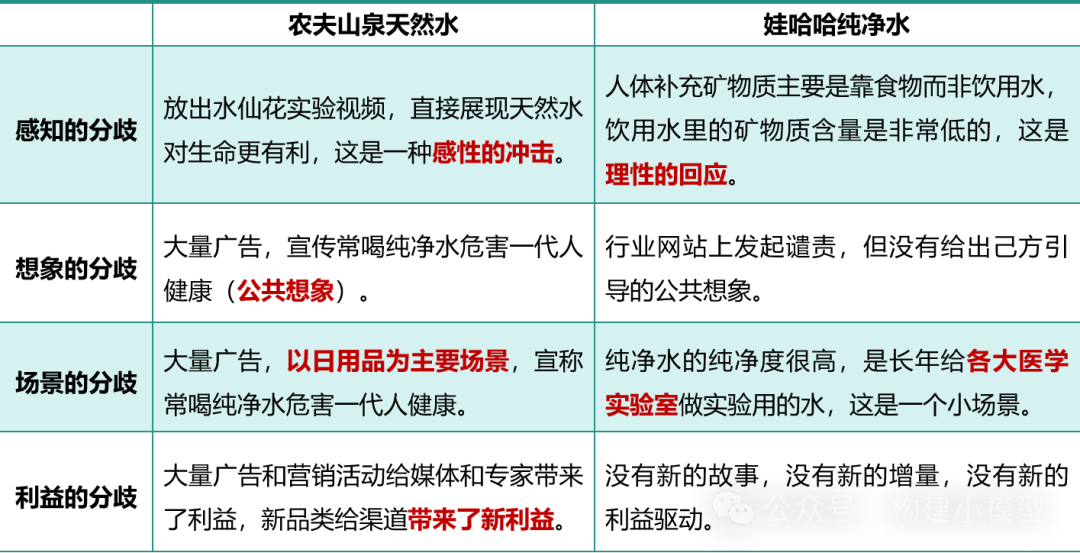 农夫山泉天然水
娃哈哈纯净水
感知的分歧
放出水仙花实验视频，直接展现天然水
对生命更有利，这是一种感性的冲击。
人体补充矿物质主要是靠食物而非饮用水，
饮用水里的矿物质含量是非常低的，这是
理性的回应。
想象的分歧
大量广告，宣传常喝纯净水危害一代人
健康（公共想象）。
行业网站上发起谴责，但没有给出己方引
导的公共想象。
场景的分歧
大量广告，以日用品为主要场景，宣称
常喝纯净水危害一代人健康。
纯净水的纯净度很高，是长年给各大医学
实验室做实验用的水，这是一个小场景。
利益的分歧
大量广告和营销活动给媒体和专家带来
了利益，新品类给渠道带来了新利益。
没有新的故事，没有新的增量，没有新的
利益驱动。
公众号 构建小模型